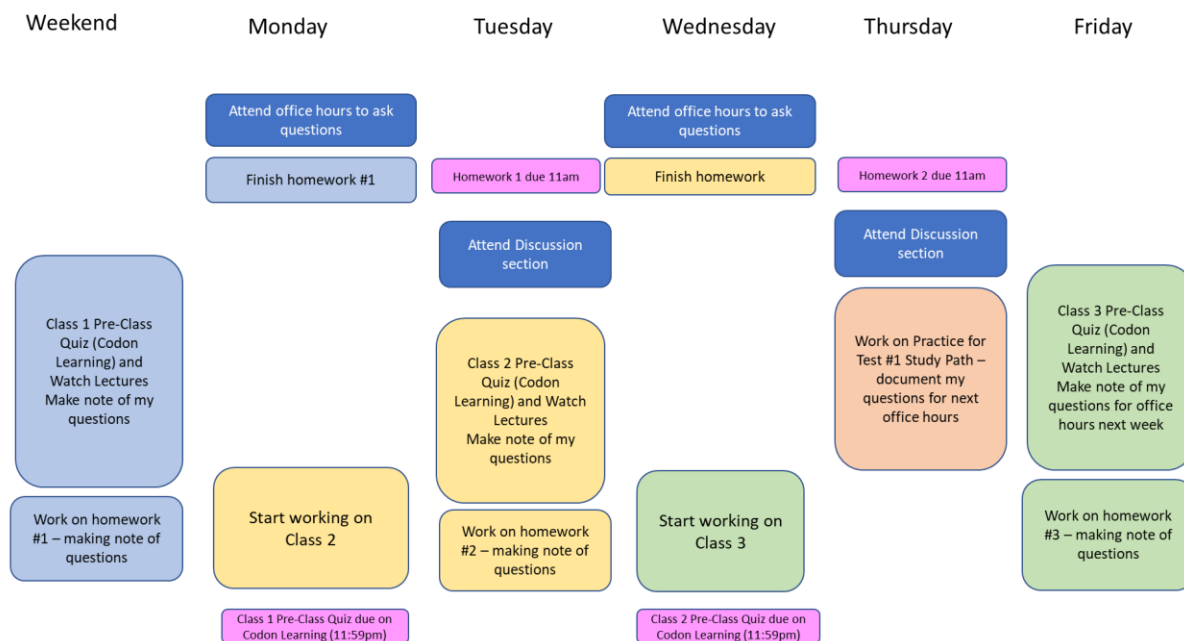 Weekend
Monday
Tuesday
Wednesday
Thursday
Friday
Attend office hours to ask
questions
Attend office hours to ask
questions
Finish homework #1
Homework 1 due 11am
Finish homework
Homework 2 due 11am
Attend Discussion
section
Attend Discussion
section
Class 1 Pre-Class
Quiz (Codon
Learning) and
Watch Lectures
Make note of my
questions
Class 2 Pre-Class
Quiz (Codon
Learning) and Watch
Lectures
Make note of my
questions
Work on Practice for
Test #1 Study Path –
document my
questions for next
office hours
Class 3 Pre-Class
Quiz (Codon
Learning) and
Watch Lectures
Make note of my
questions for office
hours next week
Work on homework
#1 – making note of
questions
Start working on
Class 2
Work on homework
#2 – making note of
questions
Start working on
Class 3
Work on homework
#3 – making note of
questions
Class 1 Pre-Class Quiz due on
Codon Learning (11:59pm)
Class 2 Pre-Class Quiz due on
Codon Learning (11:59pm)